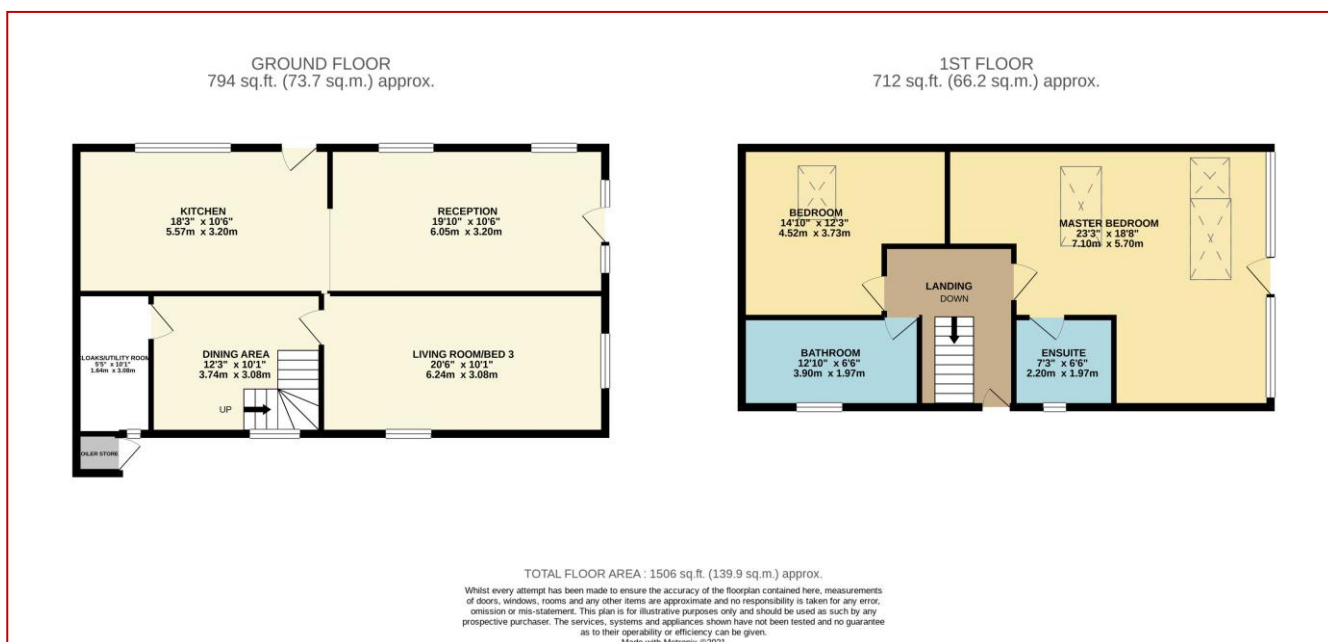 GROUND FLOOR
794 sq.ft. (73.7 sq.m.) approx.
KITCHEN
18'3" x 10'6"
5.57m x 3.20m
RECEPTION
19'10" x 10'6"
6.05m x 3.20m
CLOAKS/UTILITY ROOM
5'5" x 10'1"
1.64m x 3.08m
DINING AREA
12'3" x 10'1"
3.74m x 3.08m
UP
LIVING ROOM/BED 3
20'6" x 10'1"
6.24m x 3.08m
OILER STORE
1ST FLOOR
712 sq.ft. (66.2 sq.m.) approx.
BEDROOM
14'10" x 12'3"
4.52m x 3.73m
MASTER BEDROOM
23'3" x 18'8"
7.10m x 5.70m
LANDING
DOWN
BATHROOM
12'10" x 6'6"
3.90m x 1.97m
ENSUITE
7'3" x 6'6"
2.20m x 1.97m
TOTAL FLOOR AREA : 1506 sq.ft. (139.9 sq.m.) approx.
Whilst every attempt has been made to ensure the accuracy of the floorplan contained here, measurements
of doors, windows, rooms and any other items are approximate and no responsibility is taken for any error,
omission or mis-statement. This plan is for illustrative purposes only and should be used as such by any
prospective purchaser. The services, systems and appliances shown have not been tested and no guarantee
as to their operability or efficiency can be given.
Made with Metropix ©2021